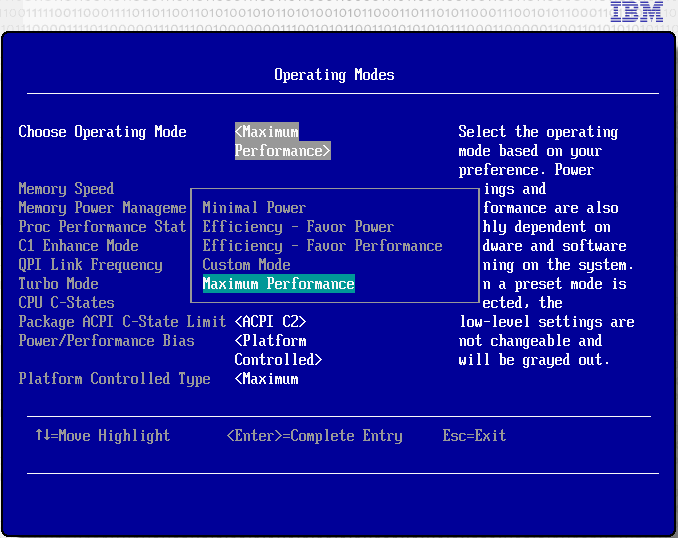 IBM
Operating Modes
Choose Operating Mode <Maximum
Performance>
Select the operating
mode based on your
preference. Power
ings and
formance are also
hly dependent on
dware and software
ning on the system.
n a preset mode is
ected, the
low-level settings are
not changeable and
will be grayed out.
Memory Speed
Memory Power Manageme
Proc Performance Stat
C1 Enhance Mode
QPI Link Frequency
Turbo Mode
CPU C-States
Package ACPI C-State Limit <ACPI C2>
Power/Performance Bias <Platform
Controlled>
Platform Controlled Type <Maximum
Minimal Power
Efficiency - Favor Power
Efficiency - Favor Performance
Custom Mode
Maximum Performance
↑↓=Move Highlight <Enter>=Complete Entry Esc=Exit